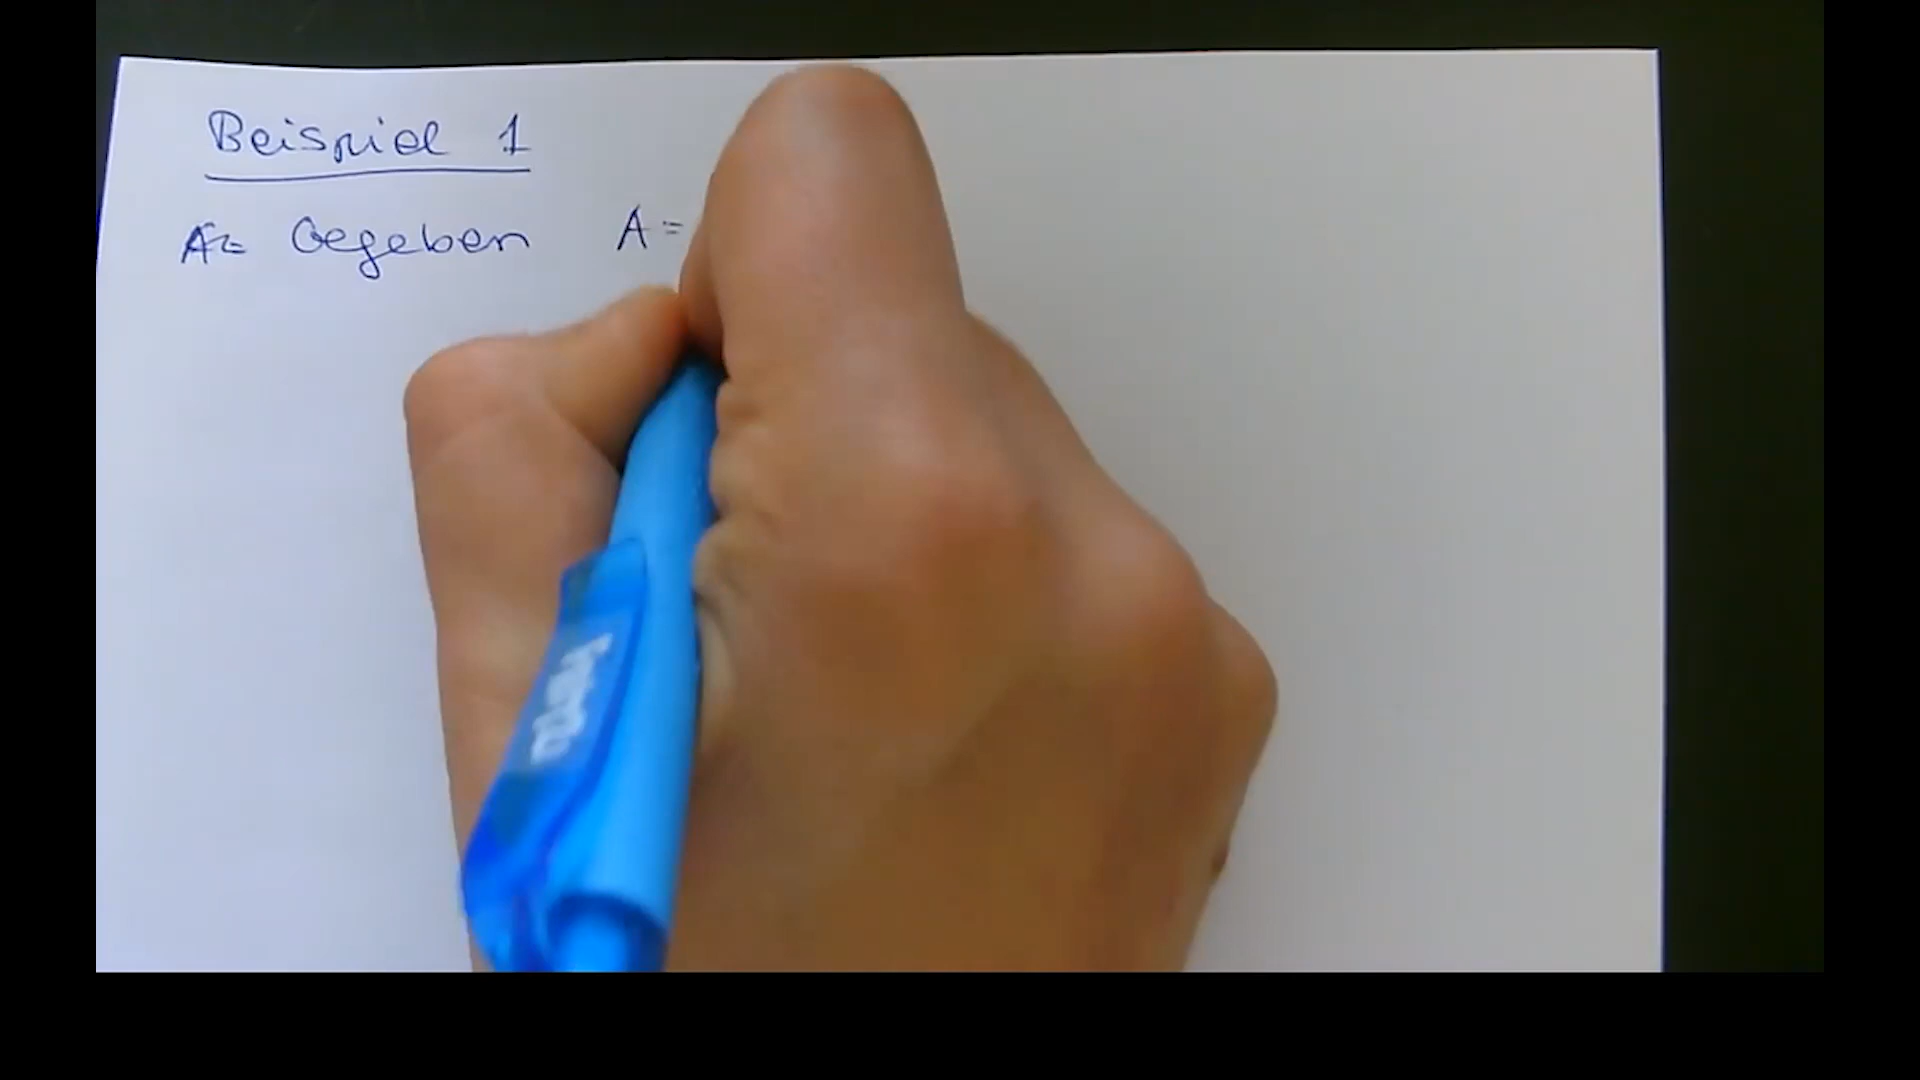 Beispiel 1
A= Gegeben A=